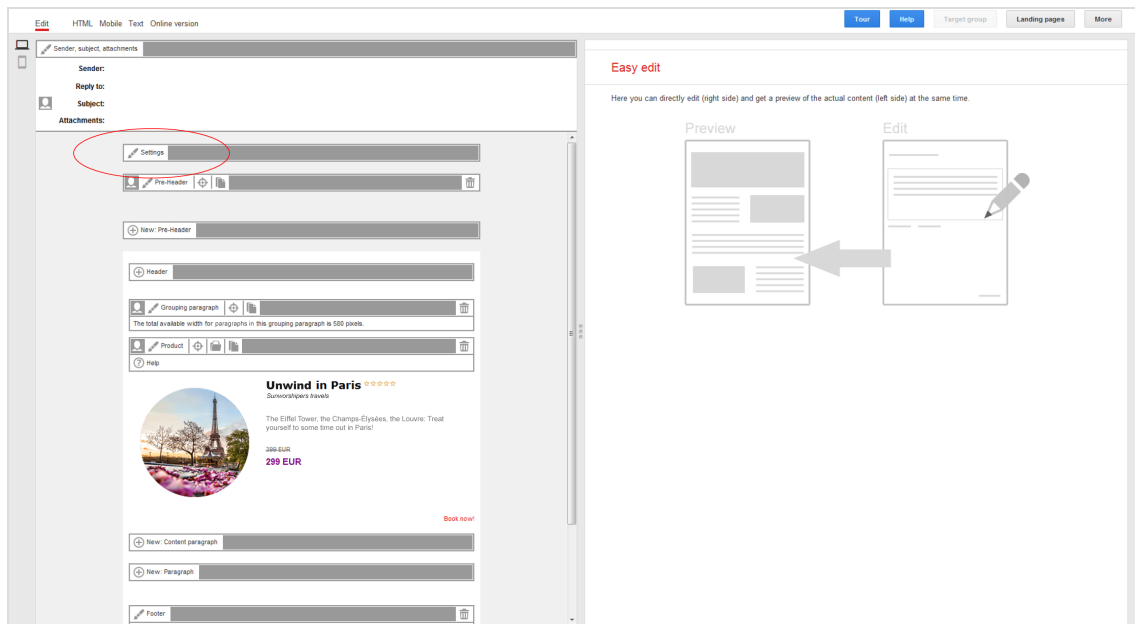 Edit HTML Mobile Text Online version
Tour Help Target group Landing pages More
Sender, subject, attachments
Sender:
Reply to:
Subject:
Attachments:
Settings
Pre-Header
New: Pre-Header
Header
Grouping paragraph
The total available width for paragraphs in this grouping paragraph is 580 pixels.
Product
Help
Unwind in Paris
Sunworshipers travels
The Eiffel Tower, the Champs-Élysées, the Louvre: Treat
yourself to some time out in Paris!
399 EUR
299 EUR
Book now!
New: Content paragraph
New: Paragraph
Footer
Easy edit
Here you can directly edit (right side) and get a preview of the actual content (left side) at the same time.
Preview Edit